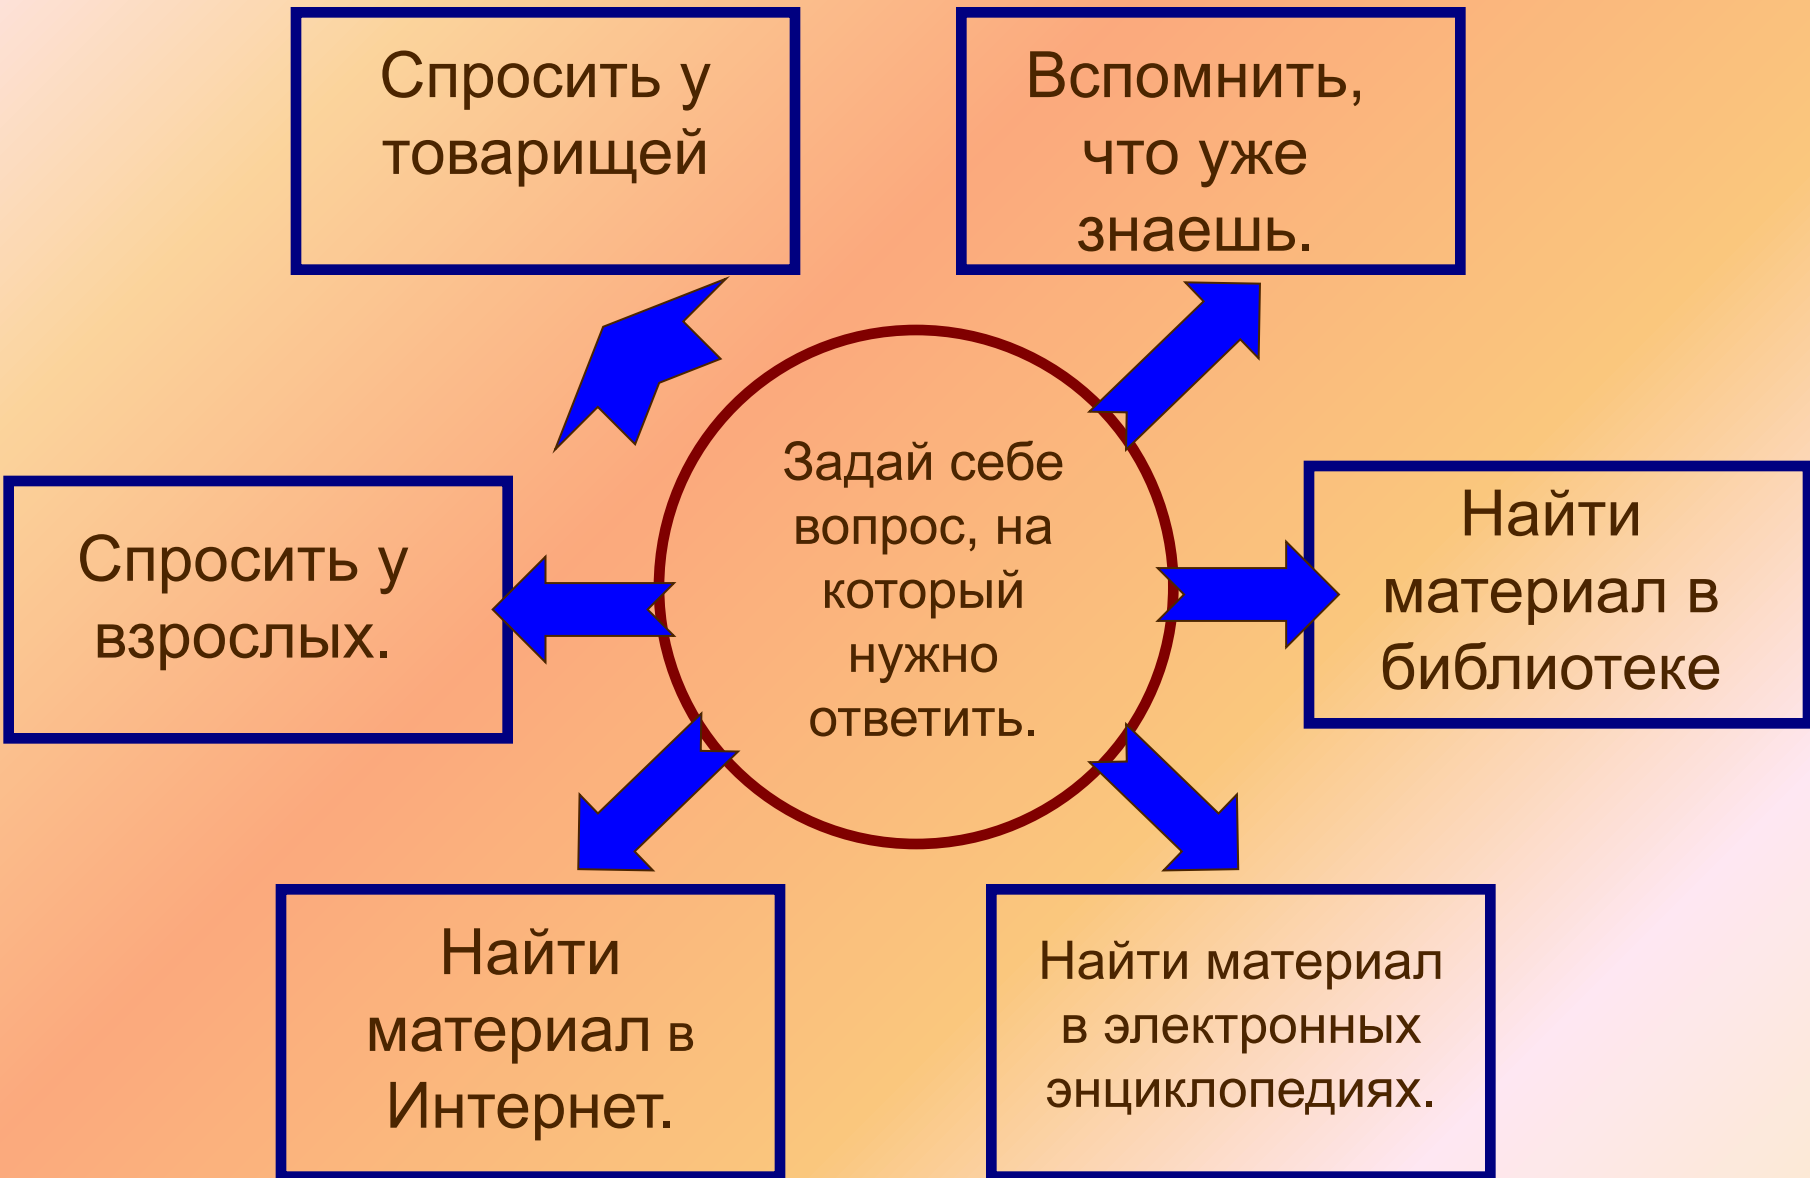 Спросить у
товарищей
Вспомнить,
что уже
знаешь.
Задай себе
вопрос, на
который
нужно
ответить.
Спросить у
взрослых.
Найти
материал в
библиотеке
Найти
материал в
Интернет.
Найти материал
в электронных
энциклопедиях.